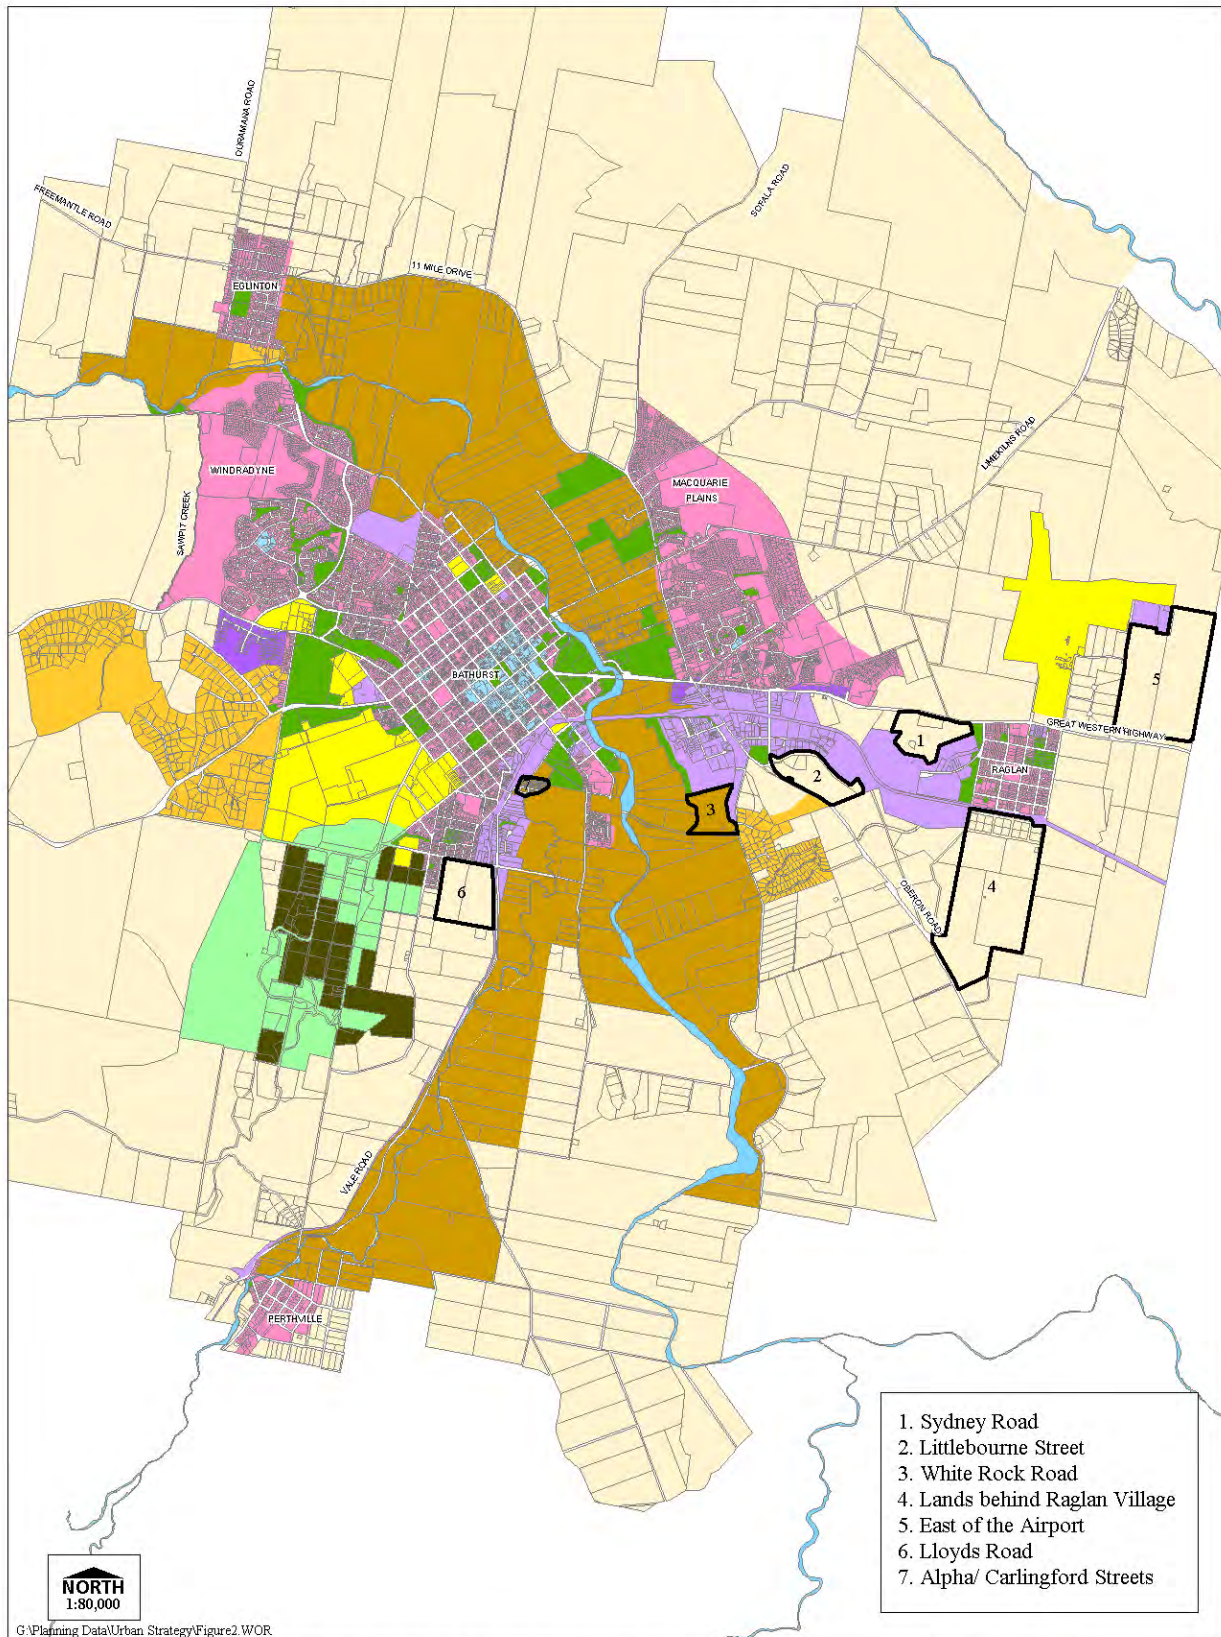 OURAMANA ROAD
FREEMANTLE ROAD
SOFALA ROAD
11 MILE DRIVE
EGLINTON
LIMEKILNS ROAD
WINDRADYNE
MACQUARIE
PLAINS
SAWPIT CREEK
BATHURST
5
GREAT WESTERN HIGHWAY
1
RAGLAN
2
3
4
6
OBERON ROAD
VALE ROAD
PERTHVILLE
1. Sydney Road
2. Littlebourne Street
3. White Rock Road
4. Lands behind Raglan Village
5. East of the Airport
6. Lloyds Road
7. Alpha/ Carlingford Streets
NORTH
1:80,000
G:\Planning Data\Urban Strategy\Figure2.WOR